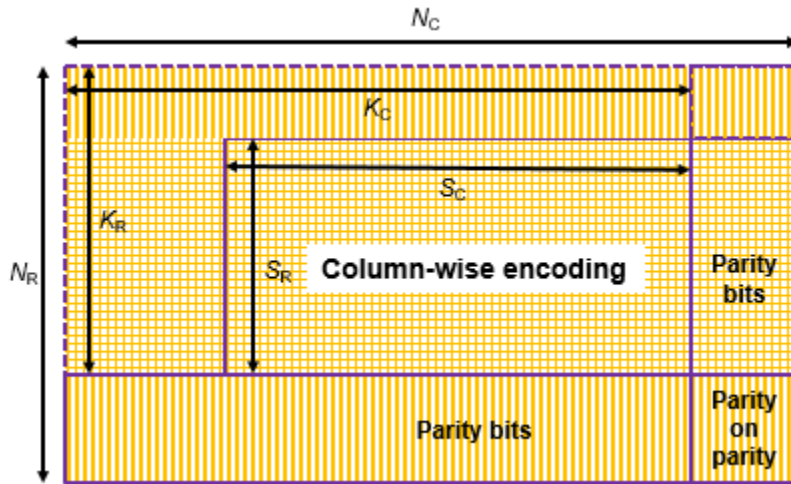 N_C
K_C
S_C
K_R
N_R
S_R
Column-wise encoding
Parity
bits
Parity bits
Parity
on
parity